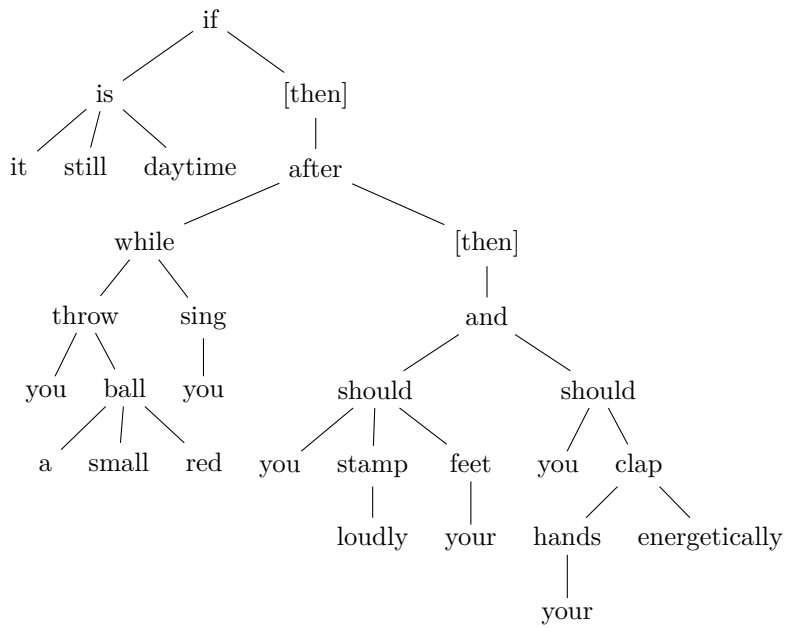 if
is [then]
it still daytime after
while [then]
throw sing and
you ball you should should
a small red you stamp feet you clap
loudly your hands energetically
your